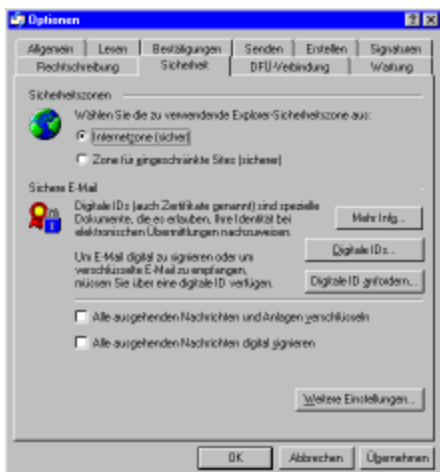 Optionen
Allgemein Lesen Bestätigungen Senden Erstellen Signaturen
Rechtschreibung Sicherheit DFÜ-Verbindung Wartung
Sicherheitszonen
Wählen Sie die zu verwendende Explorer-Sicherheitszone aus:
Internetzone (sicher)
Zone für eingeschränkte Sites (sicherer)
Sichere E-Mail
Digitale IDs (auch Zertifikate genannt) sind spezielle
Dokumente, die es erlauben, Ihre Identität bei
elektronischen Übermittlungen nachzuweisen.
Mehr Info...
Digitale IDs...
Um E-Mail digital zu signieren oder um
verschlüsselte E-Mail zu empfangen,
müssen Sie über eine digitale ID verfügen.
Digitale ID anfordern...
Alle ausgehenden Nachrichten und Anlagen verschlüsseln
Alle ausgehenden Nachrichten digital signieren
Weitere Einstellungen...
OK Abbrechen Übernehmen